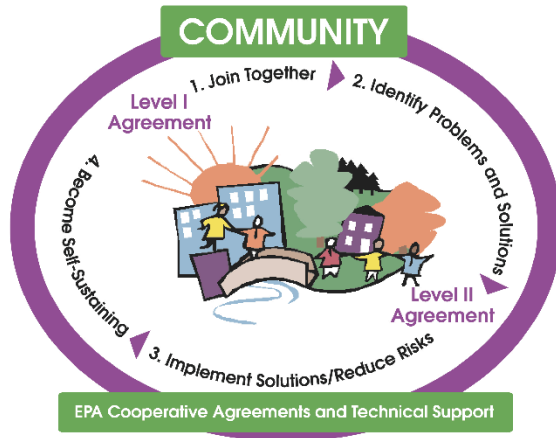 COMMUNITY
1. Join Together
2. Identify Problems and Solutions
Level I
Agreement
Level II
Agreement
3. Implement Solutions/Reduce Risks
4. Become Self-Sustaining
EPA Cooperative Agreements and Technical Support